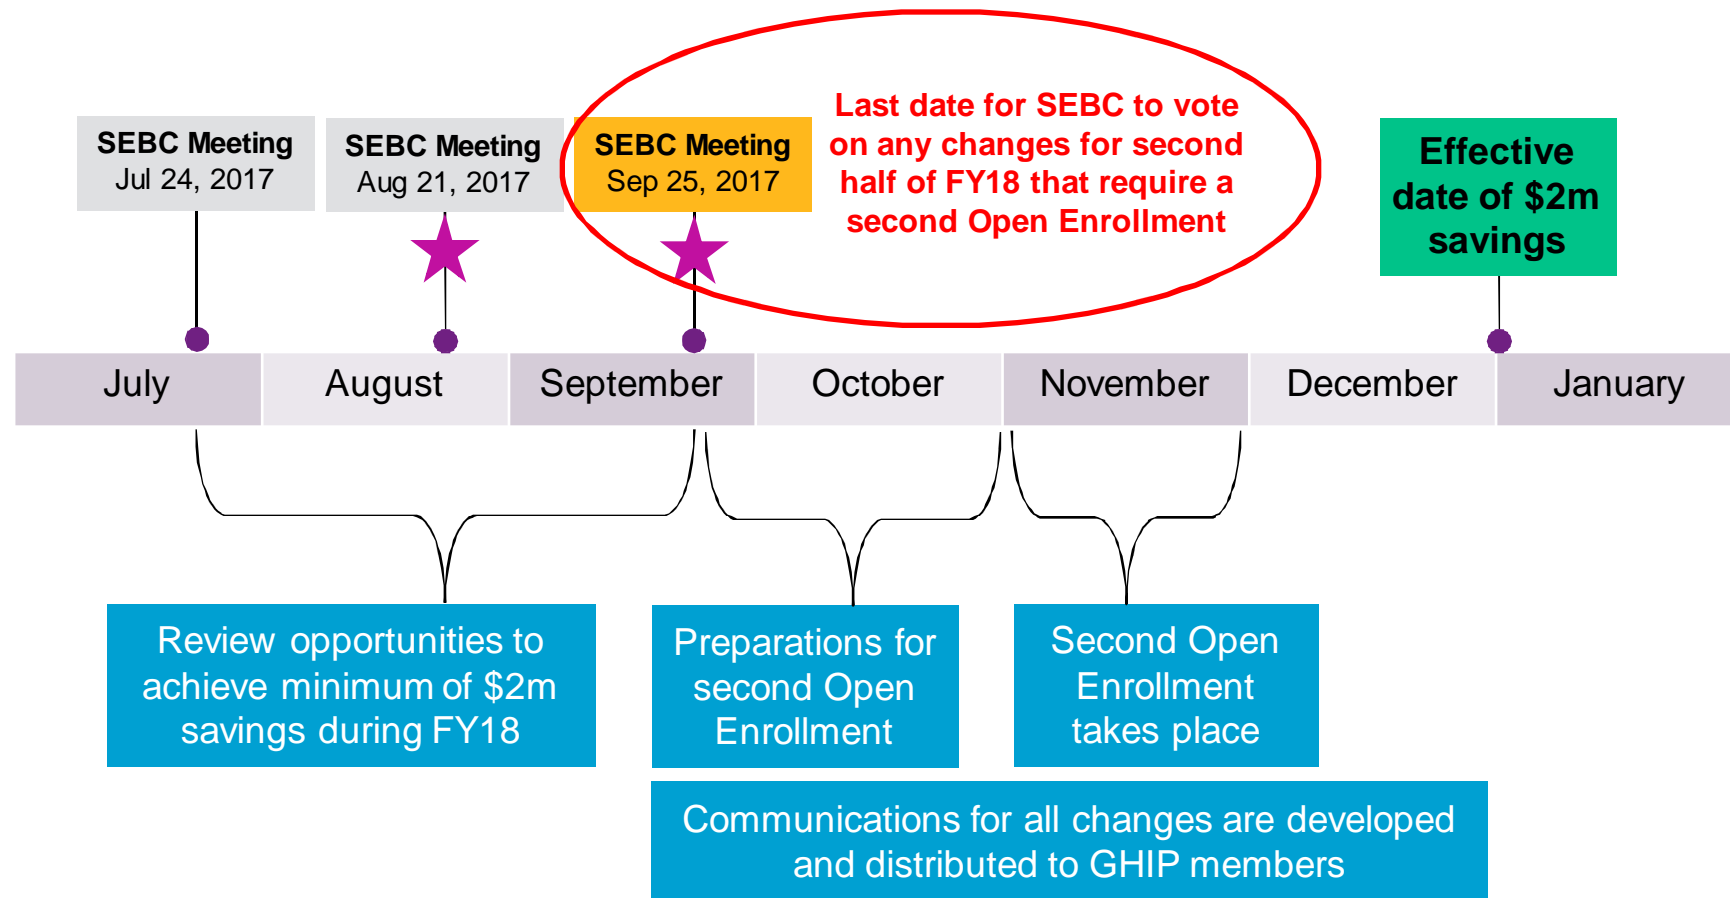 SEBC Meeting
Jul 24, 2017
SEBC Meeting
Aug 21, 2017
SEBC Meeting
Sep 25, 2017
Last date for SEBC to vote
on any changes for second
half of FY18 that require a
second Open Enrollment
Effective
date of $2m
savings
July
August
September
October
November
December
January
Review opportunities to
achieve minimum of $2m
savings during FY18
Preparations for
second Open
Enrollment
Second Open
Enrollment
takes place
Communications for all changes are developed
and distributed to GHIP members